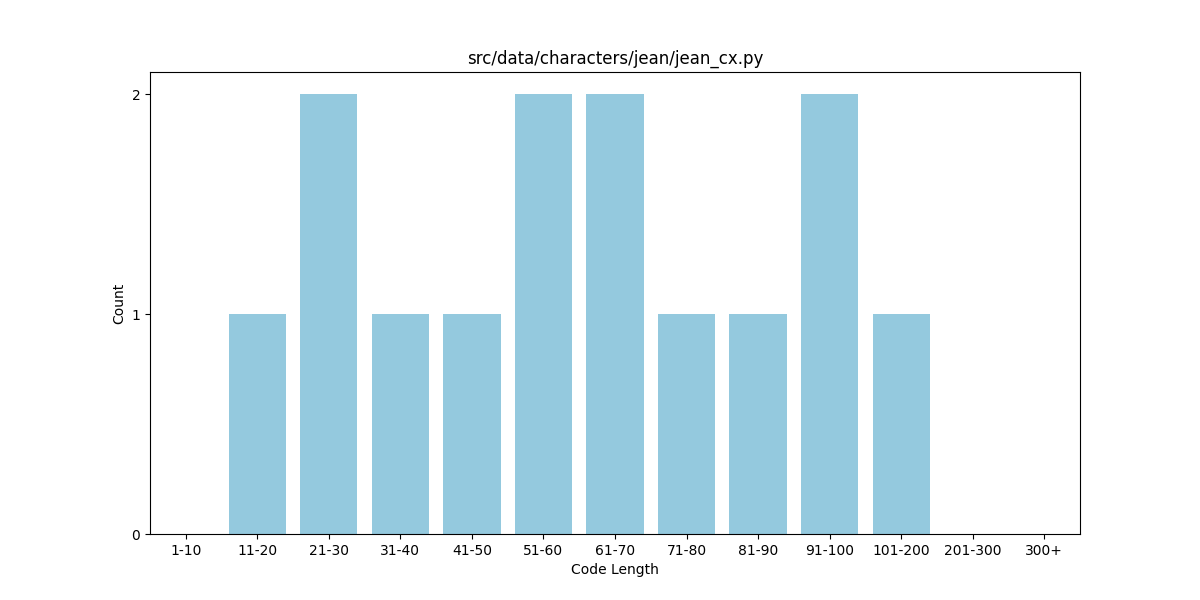 src/data/characters/jean/jean_cx.py
2
1
0
Count
1-10 11-20 21-30 31-40 41-50 51-60 61-70 71-80 81-90 91-100 101-200 201-300 300+
Code Length